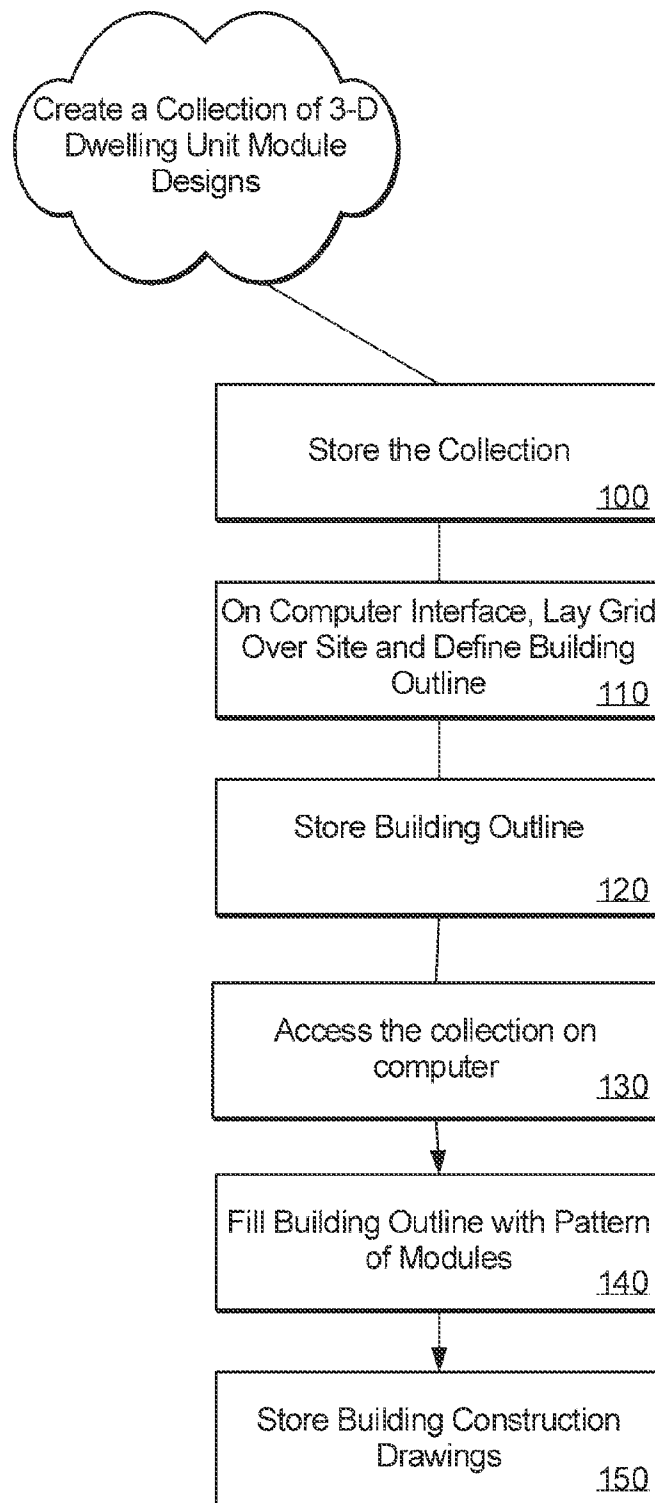 Create a Collection of 3-D
Dwelling Unit Module
Designs
Store the Collection
100
On Computer Interface, Lay Grid
Over Site and Define Building
Outline
110
Store Building Outline
120
Access the collection on
computer
130
Fill Building Outline with Pattern
of Modules
140
Store Building Construction
Drawings
150